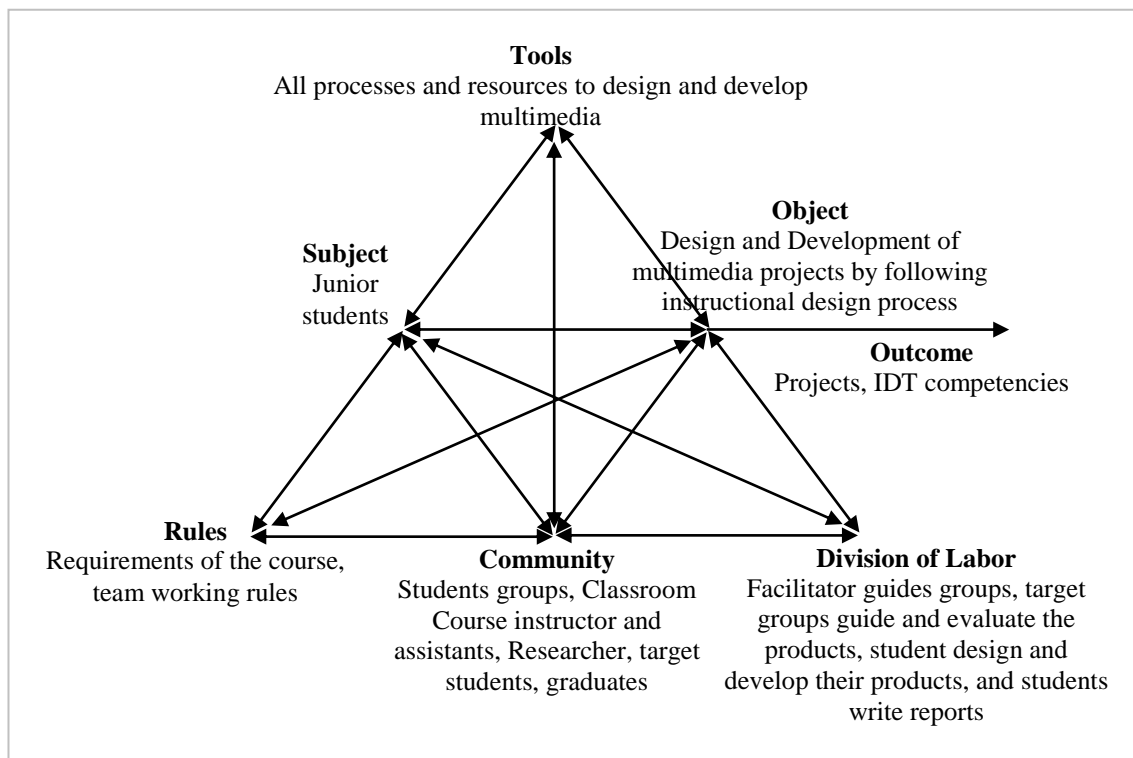 Tools
All processes and resources to design and develop
multimedia
Object
Design and Development of
multimedia projects by following
instructional design process
Subject
Junior
students
Outcome
Projects, IDT competencies
Rules
Requirements of the course,
team working rules
Community
Students groups, Classroom
Course instructor and
assistants, Researcher, target
students, graduates
Division of Labor
Facilitator guides groups, target
groups guide and evaluate the
products, student design and
develop their products, and students
write reports